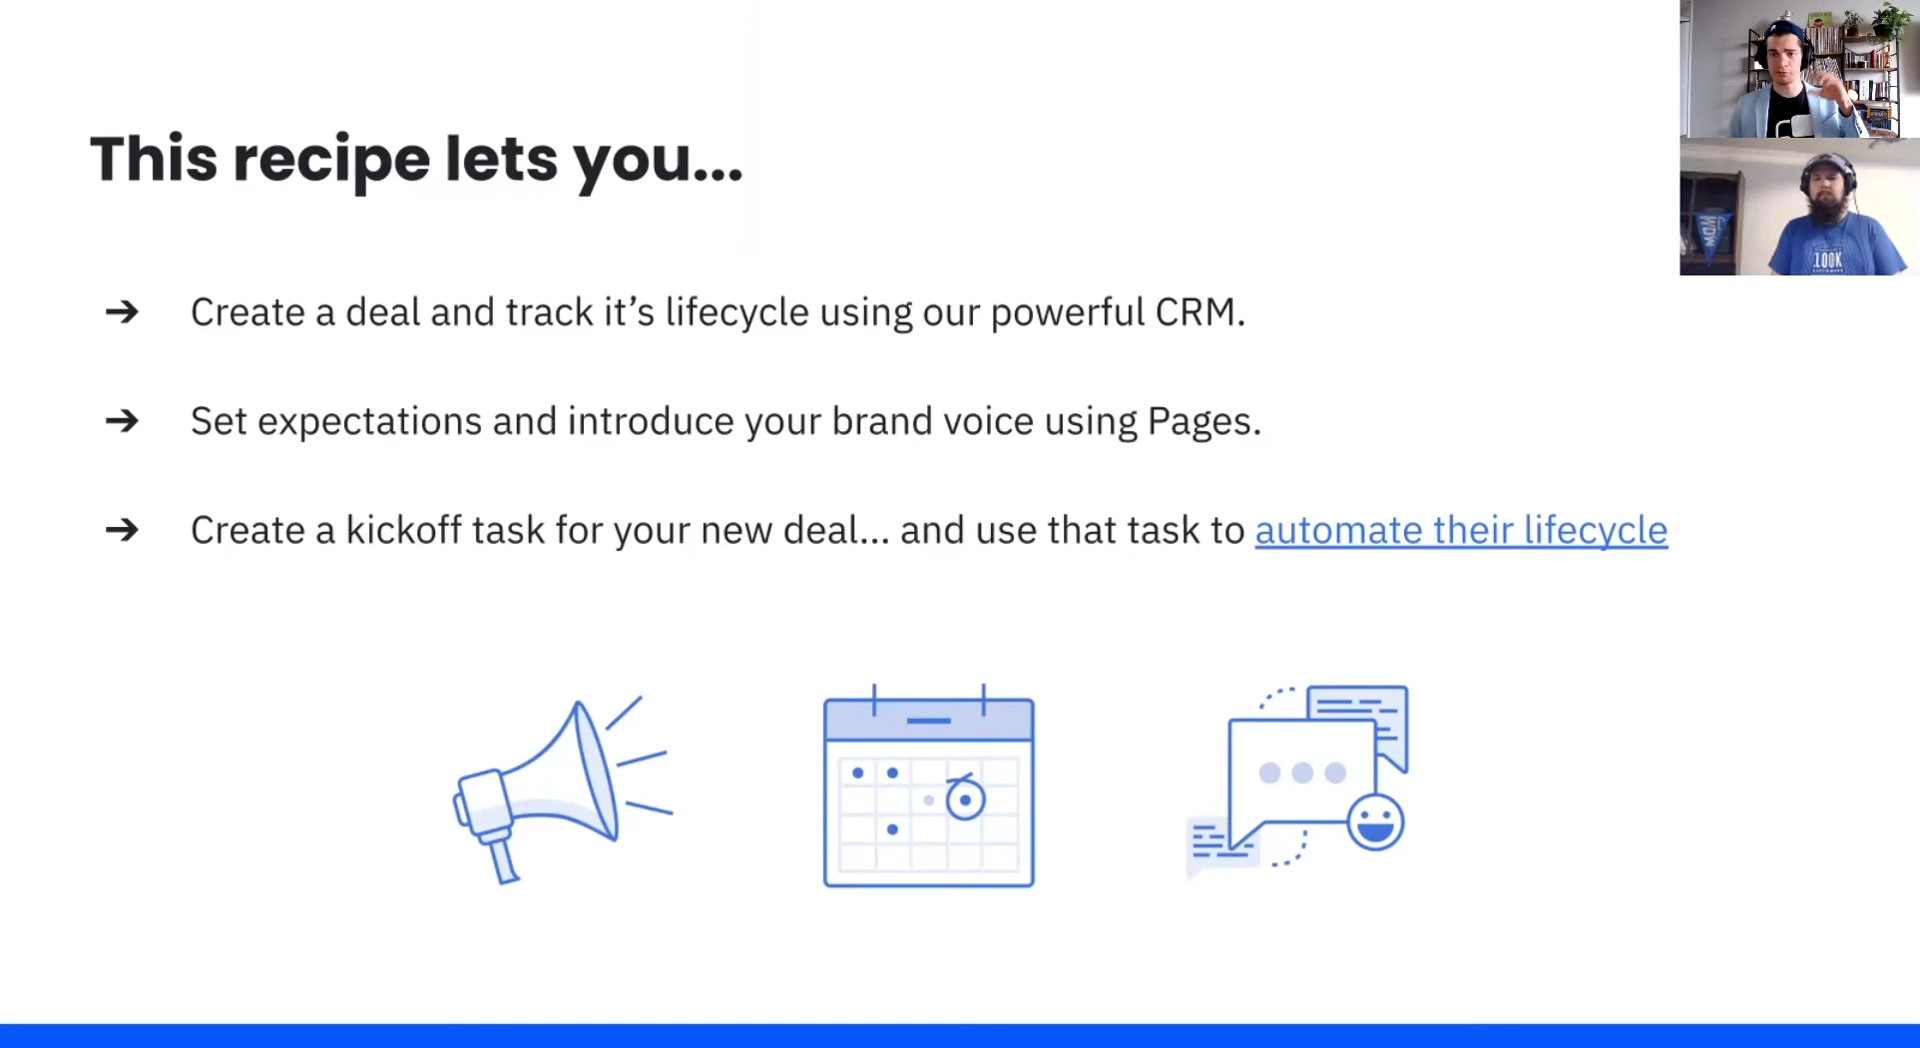 This recipe lets you...
➔ Create a deal and track it’s lifecycle using our powerful CRM.
➔ Set expectations and introduce your brand voice using Pages.
➔ Create a kickoff task for your new deal... and use that task to automate their lifecycle
WDW
100K